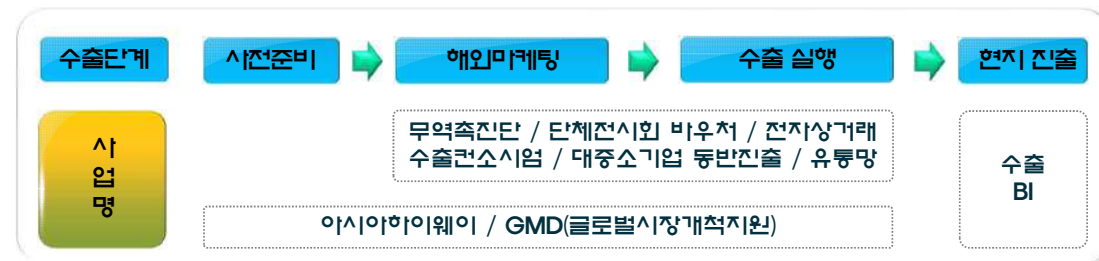 수출단계
사전준비
해외마케팅
수출 실행
현지 진출
사
업
명
무역촉진단 / 단체전시회 바우처 / 전자상거래
수출컨소시엄 / 대중소기업 동반진출 / 유통망
수출
BI
아시아하이웨이 / GMD(글로벌시장개척지원)